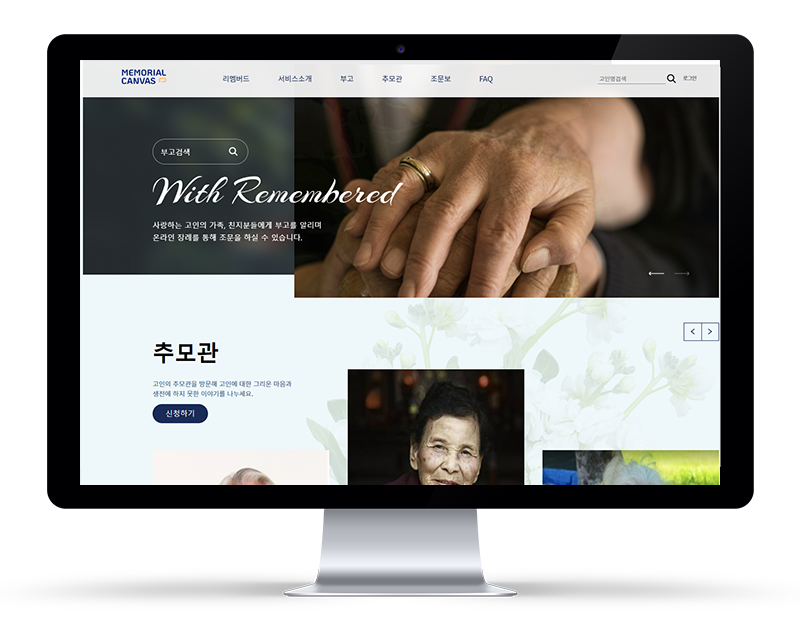 MEMORIAL
CANVAS
리멤버드 서비스소개 부고 추모관 조문보 FAQ
고인명검색
로그인
부고검색
With Remembered
사랑하는 고인의 가족, 친지분들에게 부고를 알리며
온라인 장례를 통해 조문을 하실 수 있습니다.
추모관
고인의 추모관을 방문해 고인에 대한 그리운 마음과
생전에 하지 못한 이야기를 나누세요.
신청하기